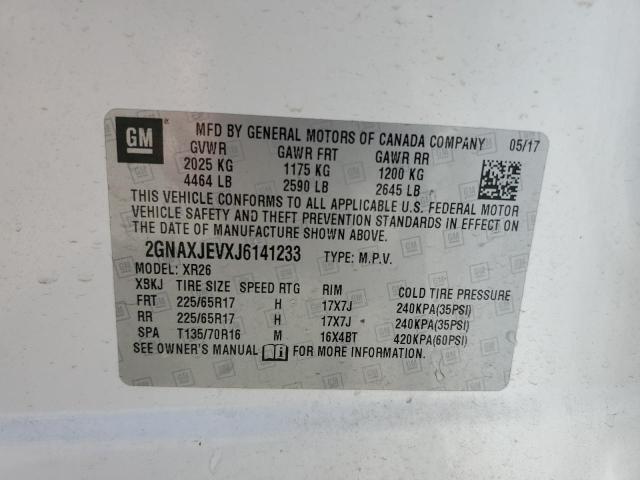 GM
MFD BY GENERAL MOTORS OF CANADA COMPANY 05/17
GVWR GAWR FRT GAWR RR
2025 KG 1175 KG 1200 KG
4464 LB 2590 LB 2645 LB
THIS VEHICLE CONFORMS TO ALL APPLICABLE U.S. FEDERAL MOTOR
VEHICLE SAFETY AND THEFT PREVENTION STANDARDS IN EFFECT ON
THE DATE OF MANUFACTURE SHOWN ABOVE.
2GNAXJEVXJ6141233 TYPE: M.P.V.
MODEL: XR26
X9KJ TIRE SIZE SPEED RTG RIM COLD TIRE PRESSURE
FRT 225/65R17 H 17X7J 240KPA(35PSI)
RR 225/65R17 H 17X7J 240KPA(35PSI)
SPA T135/70R16 M 16X4BT 420KPA(60PSI)
SEE OWNER'S MANUAL FOR MORE INFORMATION.